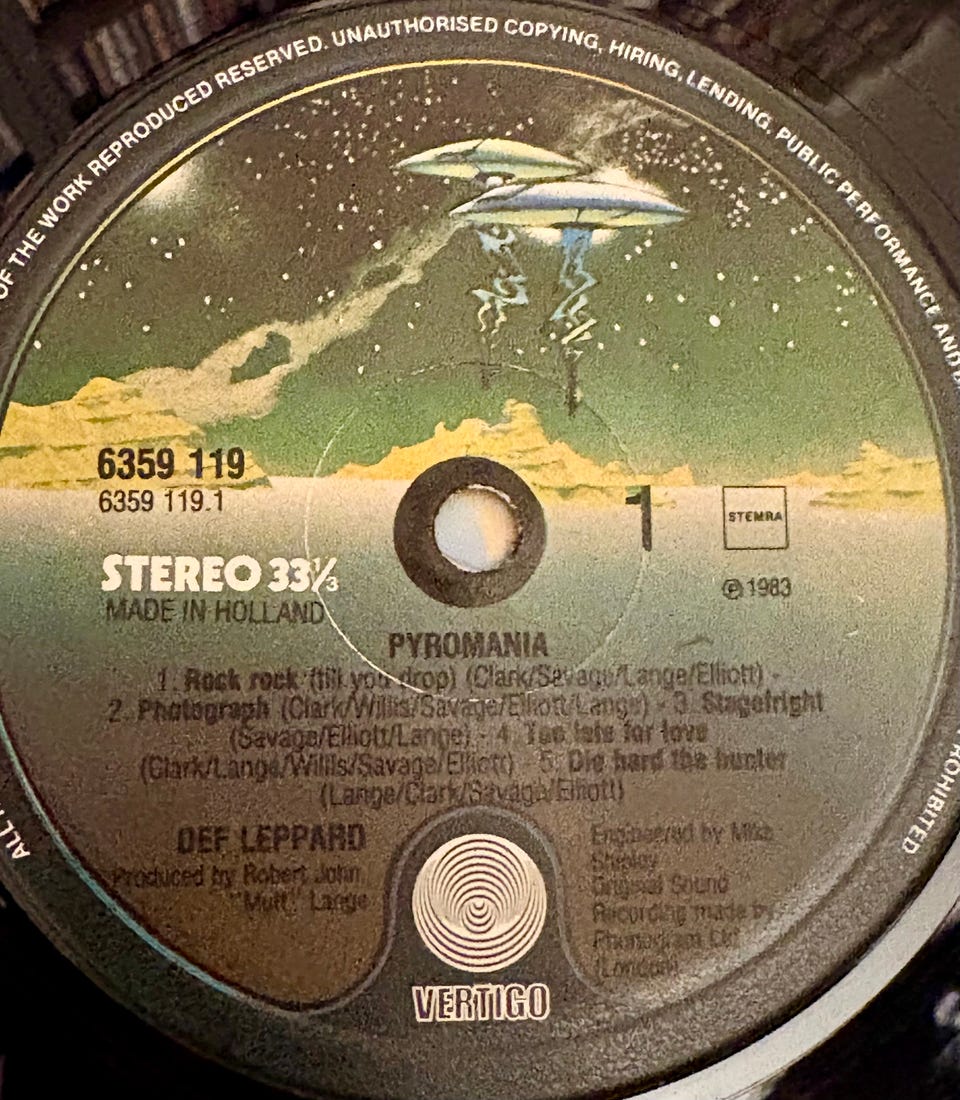 OF THE WORK REPRODUCED RESERVED. UNAUTHORISED COPYING, HIRING, LENDING, PUBLIC PERFORMANCE AND
6359 119
6359 119.1
1
STEMRA
STEREO 33⅓
Ⓟ 1983
MADE IN HOLLAND
PYROMANIA
1. Rock rock (till you drop) (Clark/Savage/Lange/Elliott) -
2. Photograph (Clark/Willis/Savage/Elliott/Lange) - 3. Stagefright
(Savage/Elliott/Lange) - 4. Too late for love
(Clark/Lange/Willis/Savage/Elliott) - 5. Die hard the hunter
(Lange/Clark/Savage/Elliott)
DEF LEPPARD
Produced by Robert John
"Mutt" Lange
Engineered by Mike
Shipley
Original Sound
Recording made by
Phonogram Ltd
(London)
VERTIGO
PROHIBITED
ALL